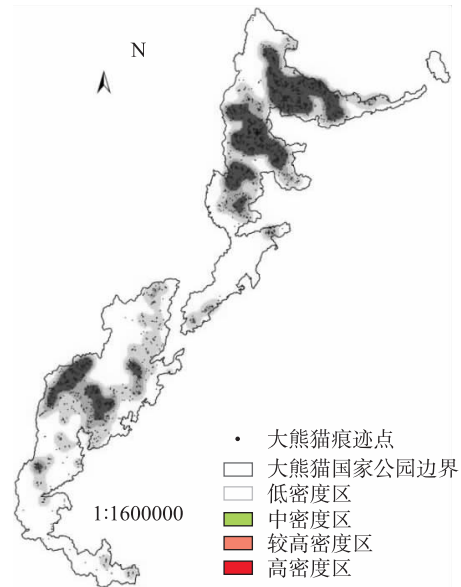 N
大熊猫痕迹点
大熊猫国家公园边界
低密度区
1:1600000
中密度区
较高密度区
高密度区